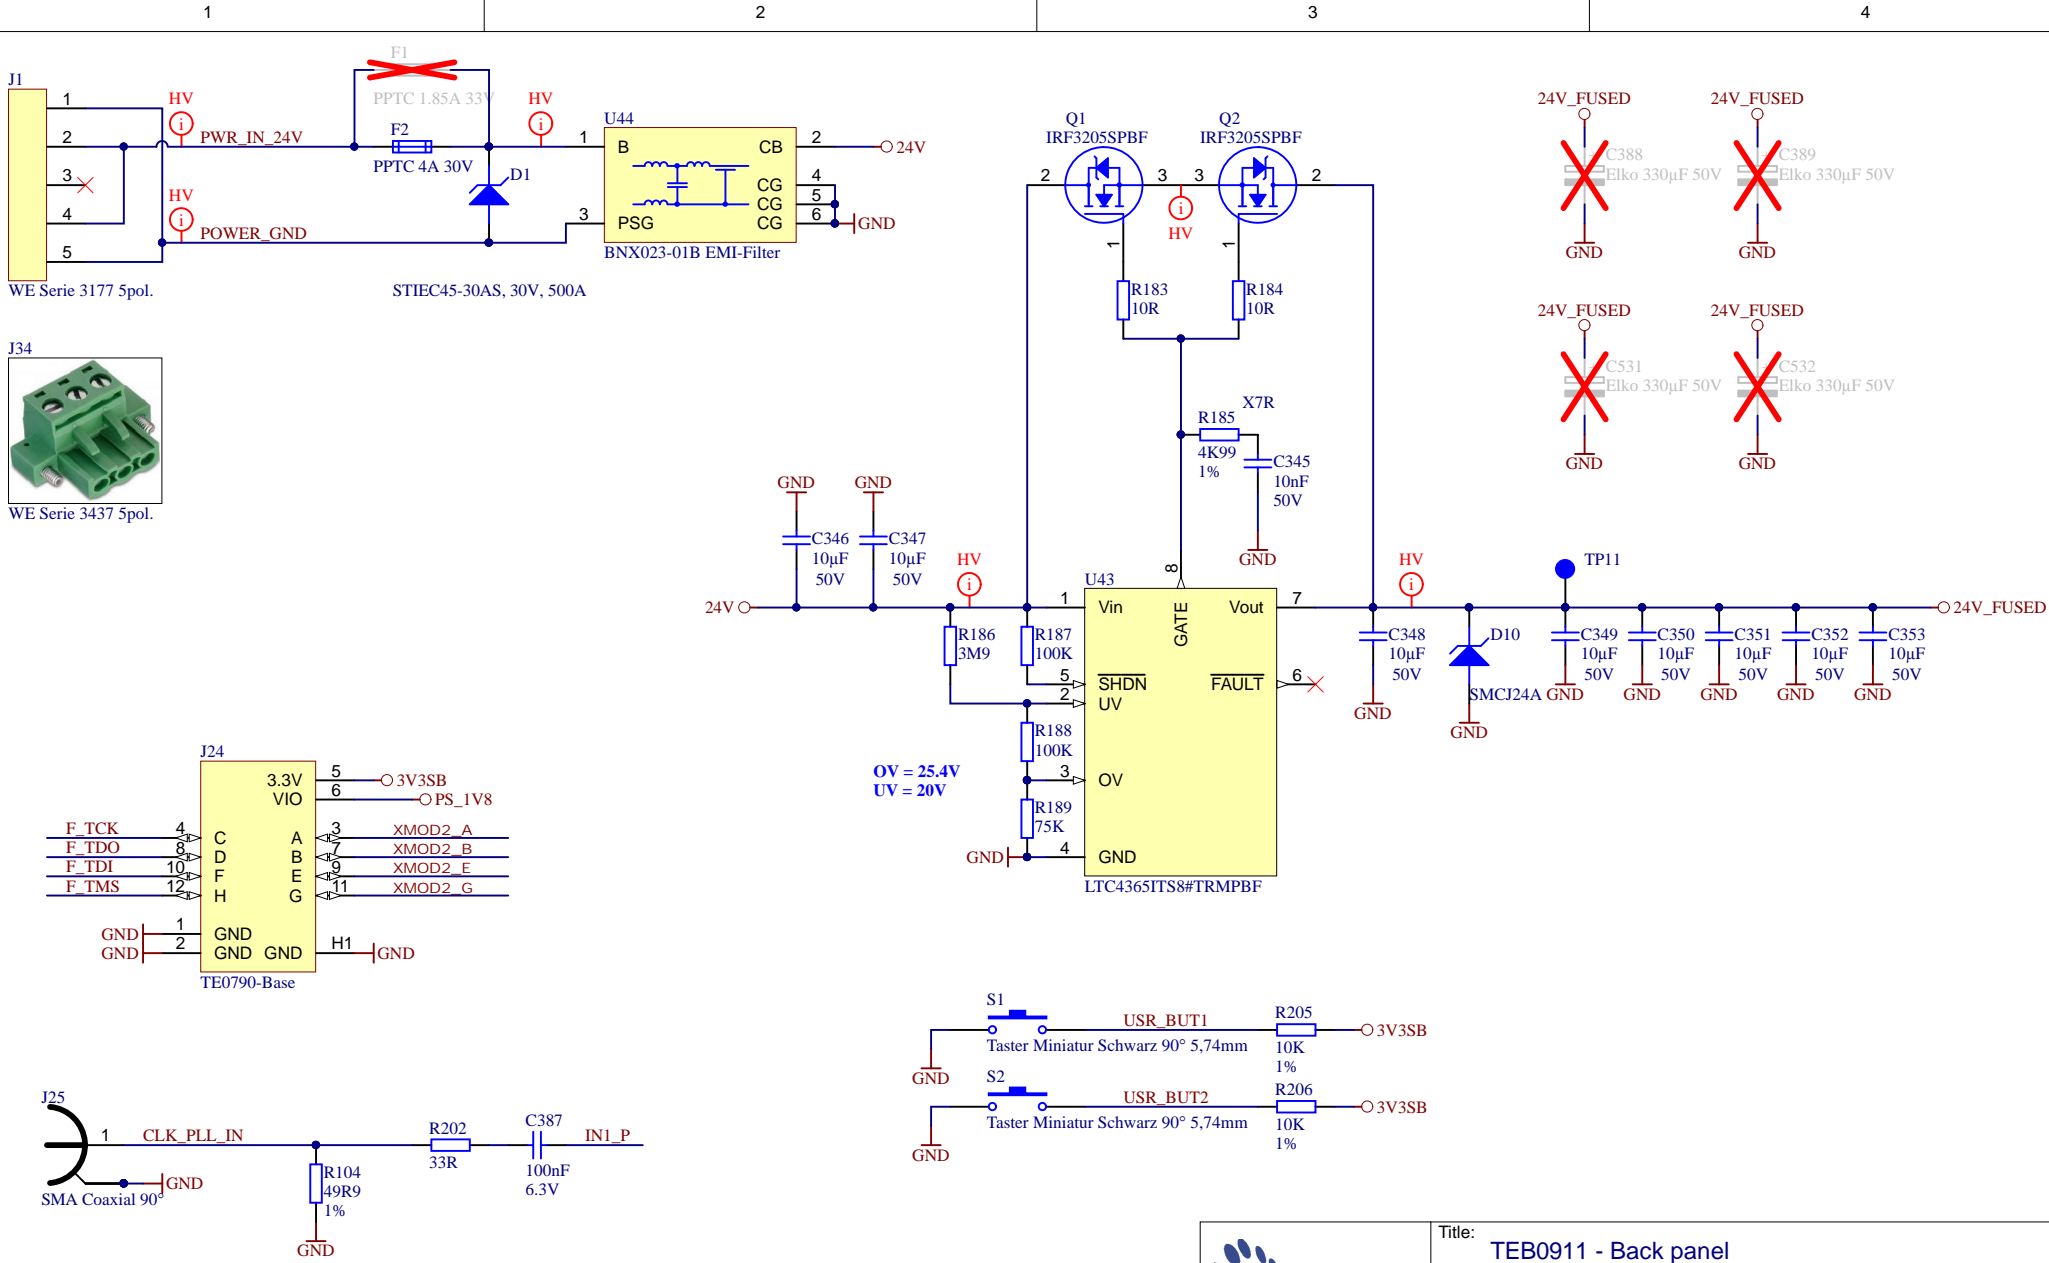 1
2
3
4
J1
1
2
3
4
5
WE Serie 3177 5pol.
HV
PWR_IN_24V
HV
POWER_GND
F1
PPTC 1.85A 33V
F2
PPTC 4A 30V
HV
D1
STIEC45-30AS, 30V, 500A
U44
1
B
CB
2
24V
CG
4
CG
5
3
PSG
CG
6
GND
BNX023-01B EMI-Filter
J34
WE Serie 3437 5pol.
Q1
IRF3205SPBF
Q2
IRF3205SPBF
2
3
3
2
HV
1
1
R183
10R
R184
10R
X7R
R185
4K99
1%
C345
10nF
50V
GND
24V_FUSED
C388
Elko 330µF 50V
GND
24V_FUSED
C389
Elko 330µF 50V
GND
24V_FUSED
C531
Elko 330µF 50V
GND
24V_FUSED
C532
Elko 330µF 50V
GND
GND
C346
10µF
50V
GND
C347
10µF
50V
24V
HV
R186
3M9
R187
100K
R188
100K
R189
75K
GND
OV = 25.4V
UV = 20V
U43
1
Vin
8
GATE
Vout
7
5
SHDN
FAULT
6
2
UV
3
OV
4
GND
LTC4365ITS8#TRMPBF
HV
C348
10µF
50V
GND
D10
SMCJ24A
GND
TP11
C349
10µF
50V
GND
C350
10µF
50V
GND
C351
10µF
50V
GND
C352
10µF
50V
GND
C353
10µF
50V
GND
24V_FUSED
J24
3.3V
5
3V3SB
VIO
6
PS_1V8
F_TCK
4
C
A
3
XMOD2_A
F_TDO
8
D
B
7
XMOD2_B
F_TDI
10
F
E
9
XMOD2_E
F_TMS
12
H
G
11
XMOD2_G
GND
1
GND
GND
2
GND
GND
H1
GND
TE0790-Base
S1
USR_BUT1
R205
10K
1%
3V3SB
Taster Miniatur Schwarz 90° 5,74mm
GND
S2
USR_BUT2
R206
10K
1%
3V3SB
Taster Miniatur Schwarz 90° 5,74mm
GND
J25
1
CLK_PLL_IN
GND
SMA Coaxial 90°
R104
49R9
1%
GND
R202
33R
C387
100nF
6.3V
IN1_P
Title:
TEB0911 - Back panel